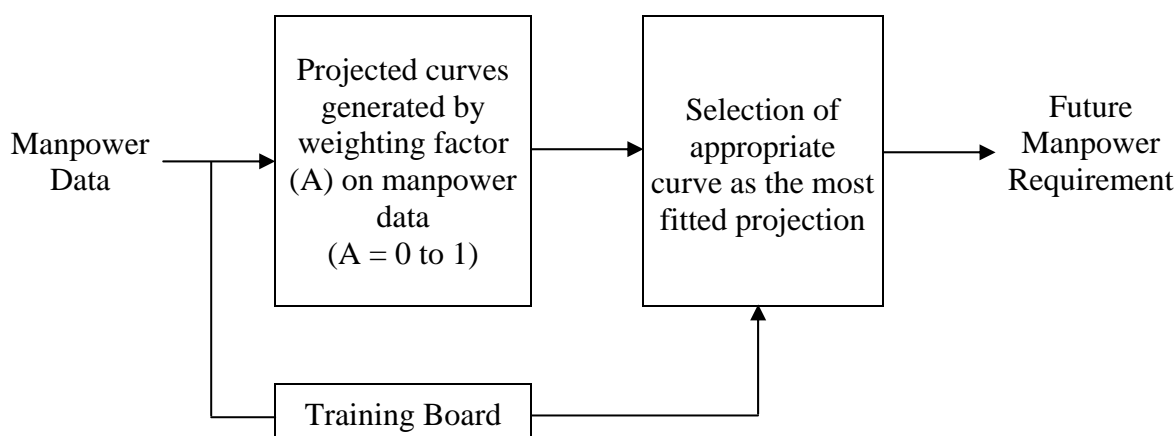 Manpower
Data
Projected curves
generated by
weighting factor
(A) on manpower
data
(A = 0 to 1)
Selection of
appropriate
curve as the most
fitted projection
Future
Manpower
Requirement
Training Board